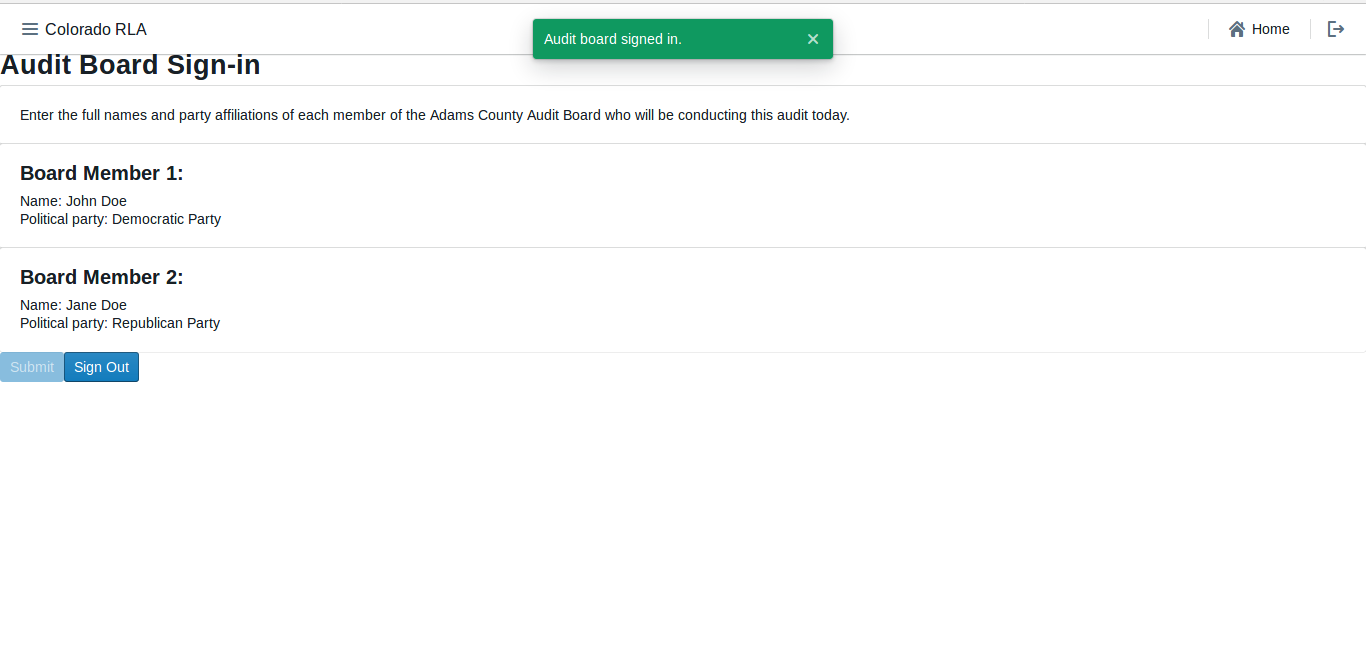 Colorado RLA
Audit board signed in.
Home
Audit Board Sign-in
Enter the full names and party affiliations of each member of the Adams County Audit Board who will be conducting this audit today.
Board Member 1:
Name: John Doe
Political party: Democratic Party
Board Member 2:
Name: Jane Doe
Political party: Republican Party
Submit Sign Out